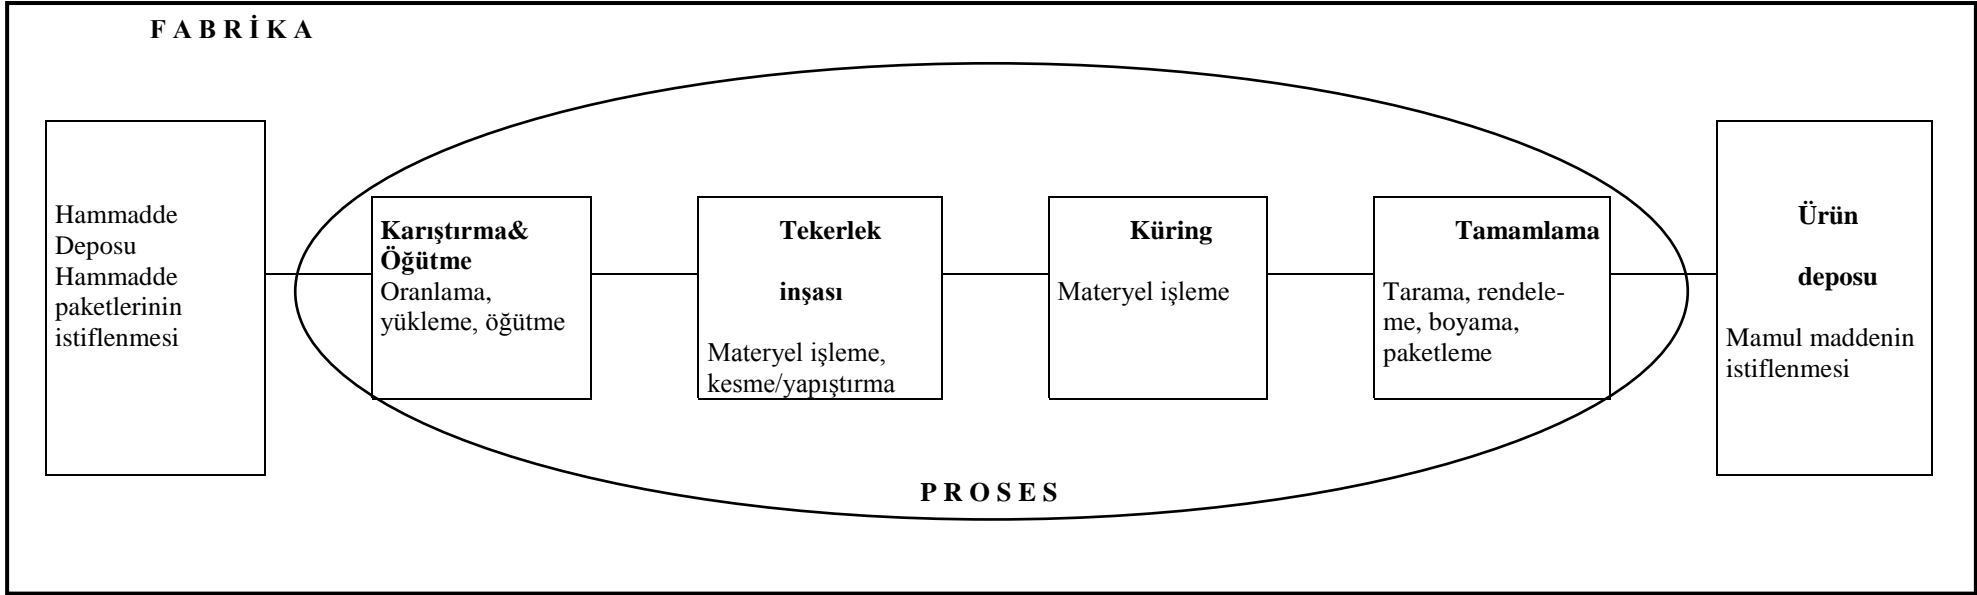 F A B R İ K A
Hammadde
Deposu
Hammadde
paketlerinin
istiflenmesi
Karıştırma&
Öğütme
Oranlama,
yükleme, öğütme
Tekerlek
inşası
Materyel işleme,
kesme/yapıştırma
Küring
Materyel işleme
Tamamlama
Tarama, rendele-
me, boyama,
paketleme
Ürün
deposu
Mamul maddenin
istiflenmesi
P R O S E S